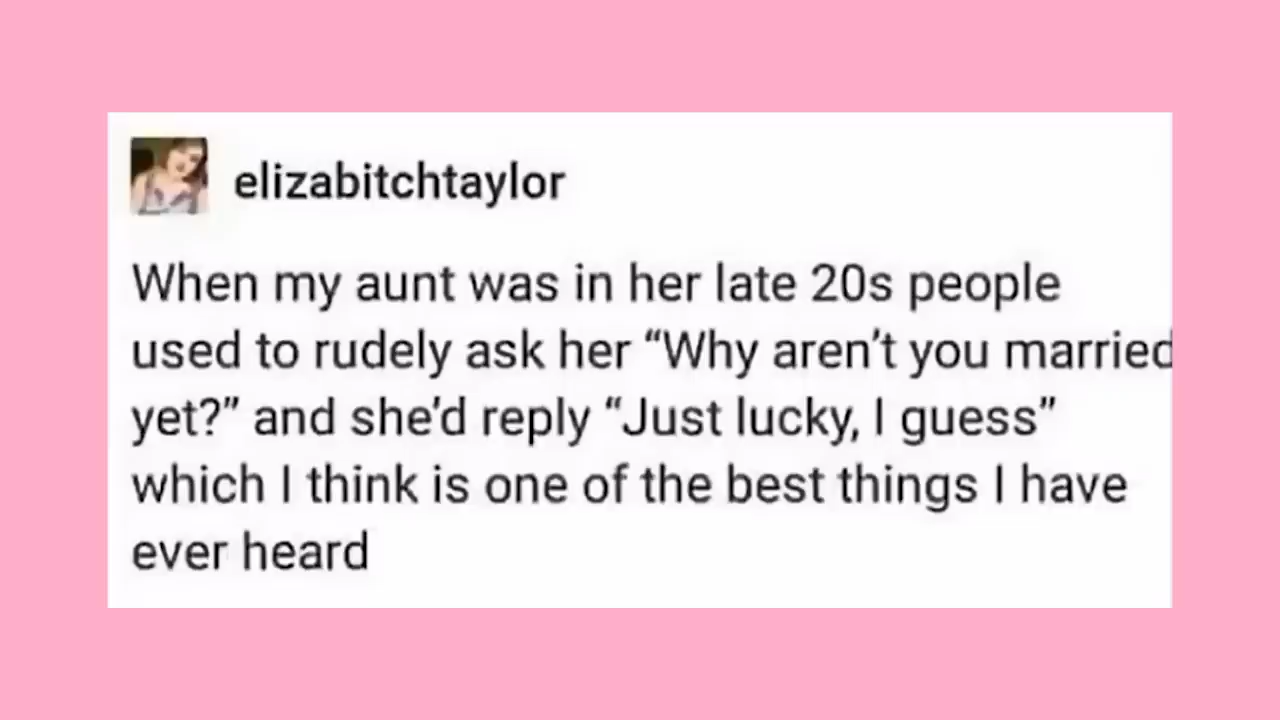 elizabitchtaylor
When my aunt was in her late 20s people
used to rudely ask her “Why aren’t you married
yet?” and she’d reply “Just lucky, I guess”
which I think is one of the best things I have
ever heard